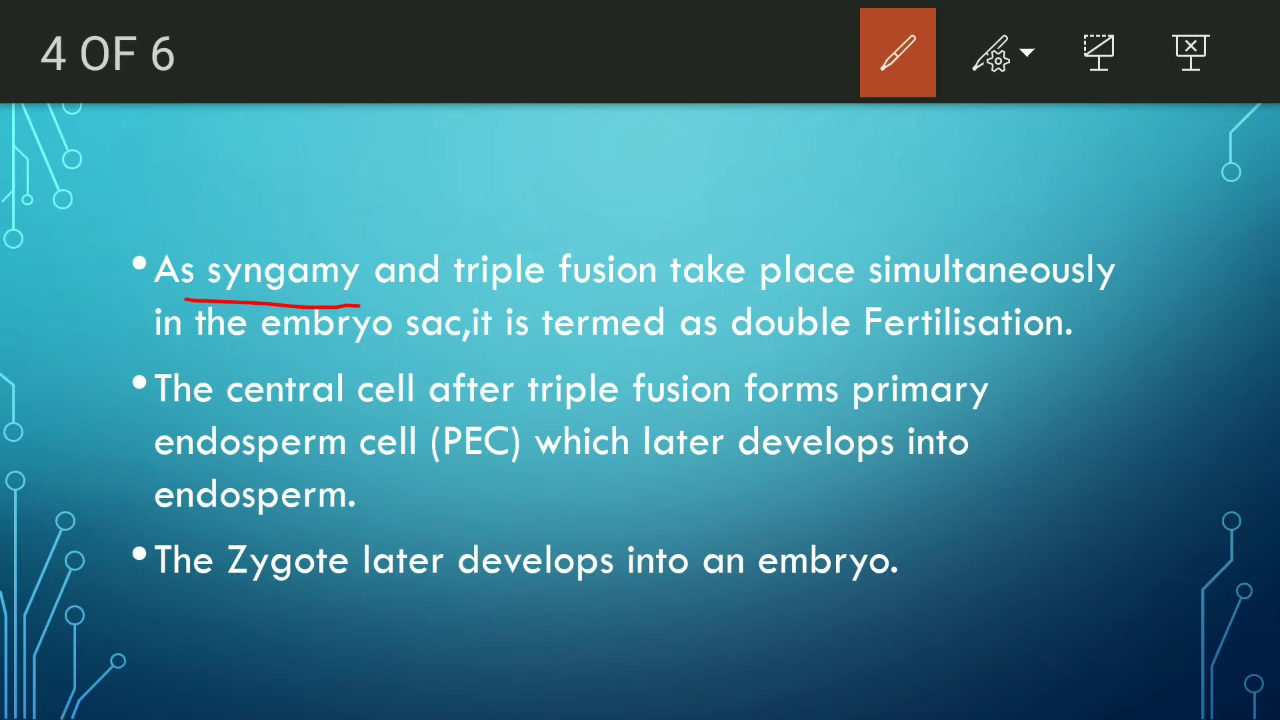 4 OF 6
•As syngamy and triple fusion take place simultaneously
in the embryo sac,it is termed as double Fertilisation.
•The central cell after triple fusion forms primary
endosperm cell (PEC) which later develops into
endosperm.
•The Zygote later develops into an embryo.